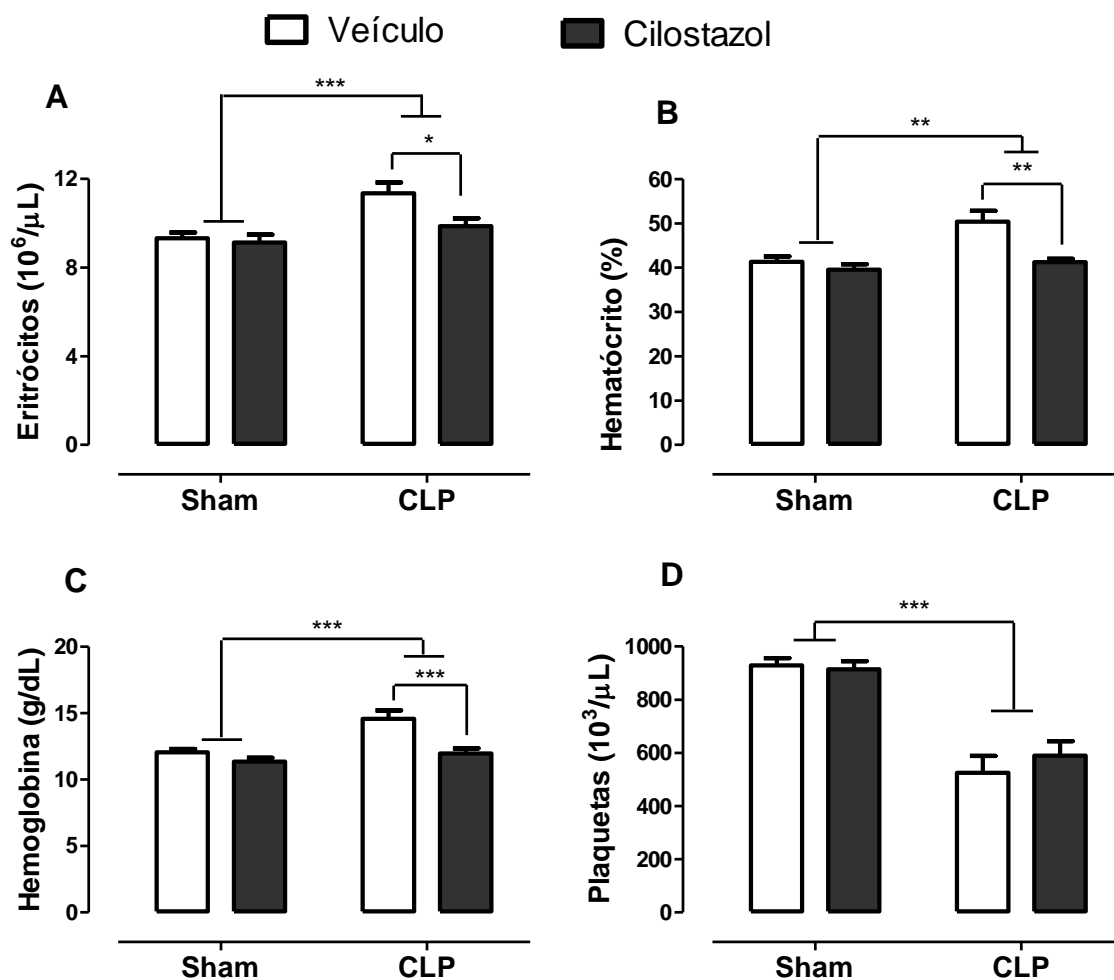 Veículo Cilostazol
A
***
*
Eritrócitos (10⁶/μL)
12
8
4
0
Sham CLP
B
**
**
Hematócrito (%)
60
50
40
30
20
10
0
Sham CLP
C
***
***
Hemoglobina (g/dL)
20
15
10
5
0
Sham CLP
D
***
Plaquetas (10³/μL)
1000
800
600
400
200
0
Sham CLP